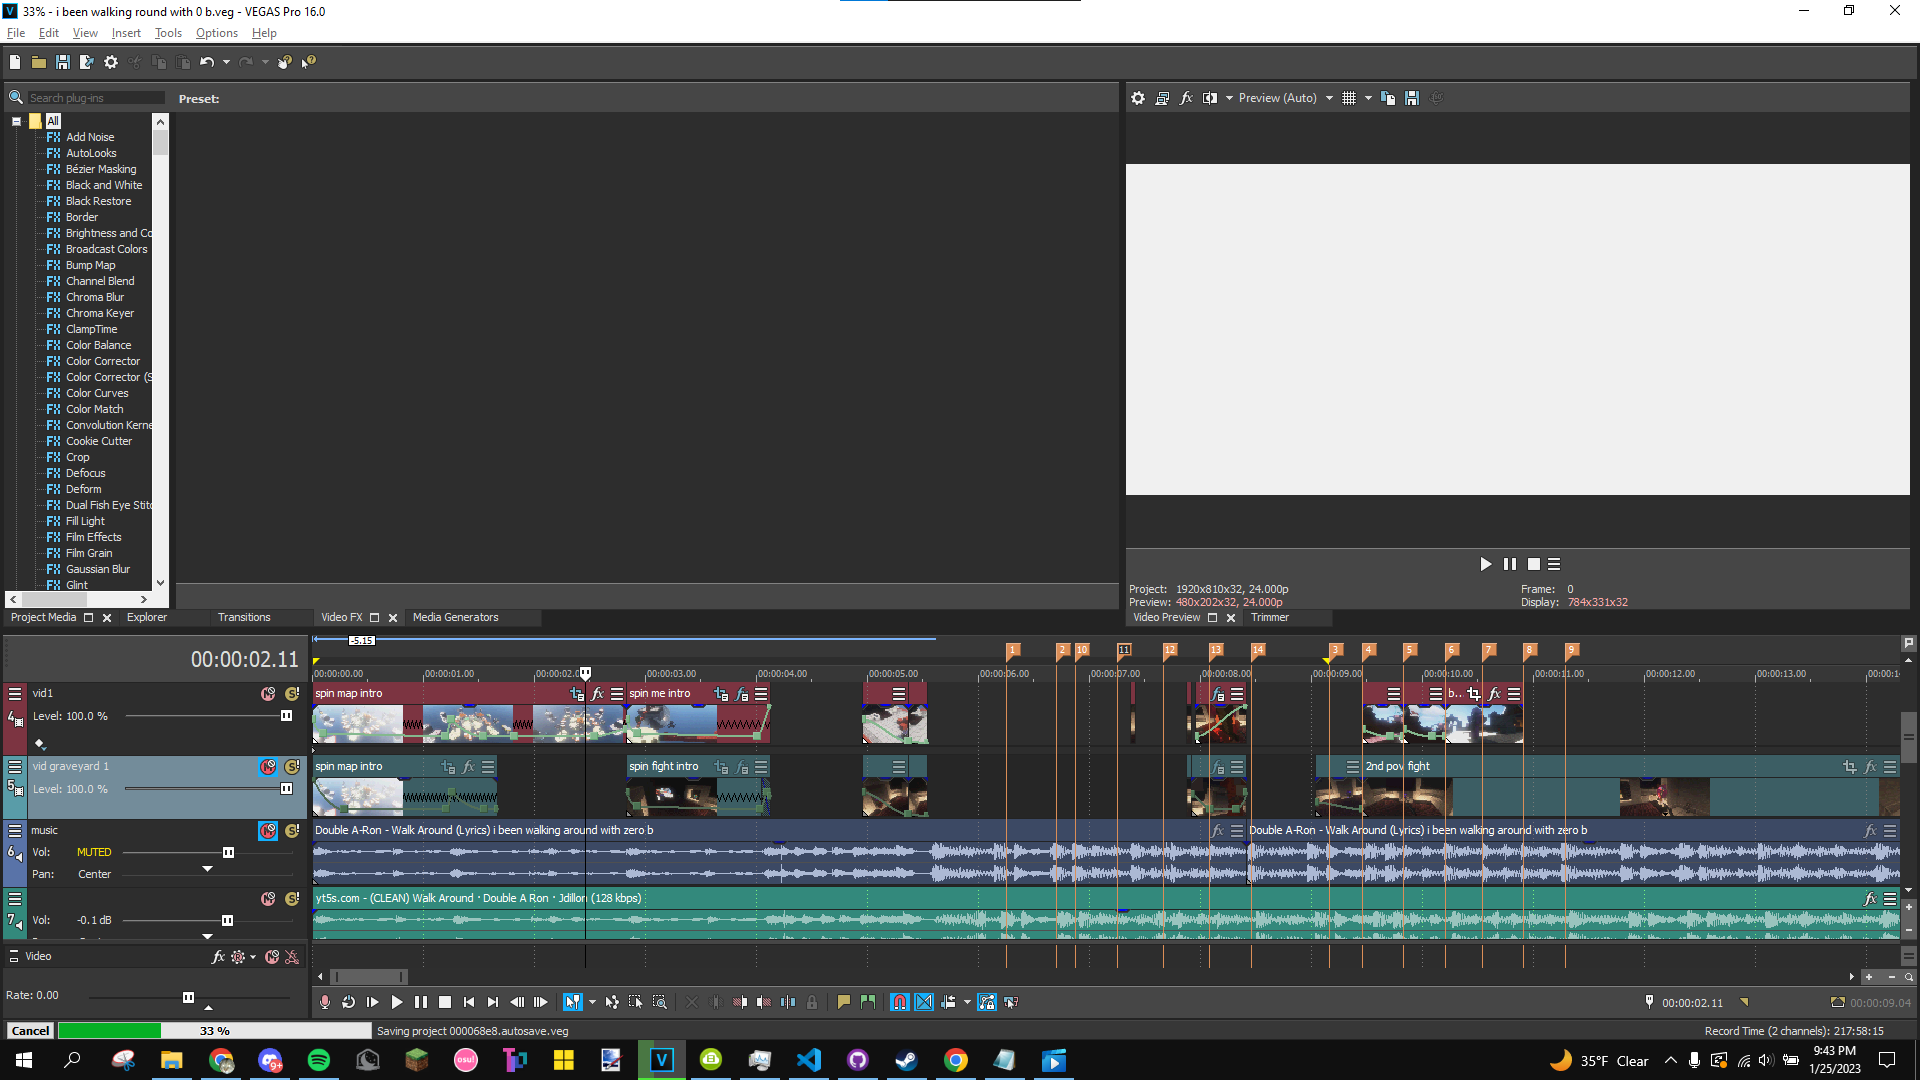 33% - i been walking round with 0 b.veg - VEGAS Pro 16.0
File Edit View Insert Tools Options Help
Search plug-ins
Preset:
Preview (Auto)
All
Add Noise
AutoLooks
Bézier Masking
Black and White
Black Restore
Border
Brightness and Co
Broadcast Colors
Bump Map
Channel Blend
Chroma Blur
Chroma Keyer
ClampTime
Color Balance
Color Corrector
Color Corrector (S
Color Curves
Color Match
Convolution Kerne
Cookie Cutter
Crop
Defocus
Deform
Dual Fish Eye Stitc
Fill Light
Film Effects
Film Grain
Gaussian Blur
Glint
Project: 1920x810x32, 24.000p
Frame: 0
Preview: 480x202x32, 24.000p
Display: 784x331x32
Project Media Explorer Transitions Video FX Media Generators
Video Preview Trimmer
-5.15
00:00:02.11
1 2 10 11 12 13 14 3 4 5 6 7 8 9
00:00:00.00 00:00:01.00 00:00:02.0 00:00:03.00 00:00:04.00 00:00:05.00 00:00:06.00 00:00:07.00 00:00:08.00 00:00:09.00 00:00:10.00 00:00:11.00 00:00:12.00 00:00:13.00 00:00:1
4 vid1
Level: 100.0 %
spin map intro
spin me intro
b..
5 vid graveyard 1
Level: 100.0 %
spin map intro
spin fight intro
2nd pov fight
6 music
Vol: MUTED
Pan: Center
Double A-Ron - Walk Around (Lyrics) i been walking around with zero b
Double A-Ron - Walk Around (Lyrics) i been walking around with zero b
7
Vol: -0.1 dB
yt5s.com - (CLEAN) Walk Around · Double A Ron · Jdillon (128 kbps)
Video
Rate: 0.00
00:00:02.11
00:00:09.04
Cancel
33 %
Saving project 000068e8.autosave.veg
Record Time (2 channels): 217:58:15
osu!
35°F Clear
9:43 PM
1/25/2023